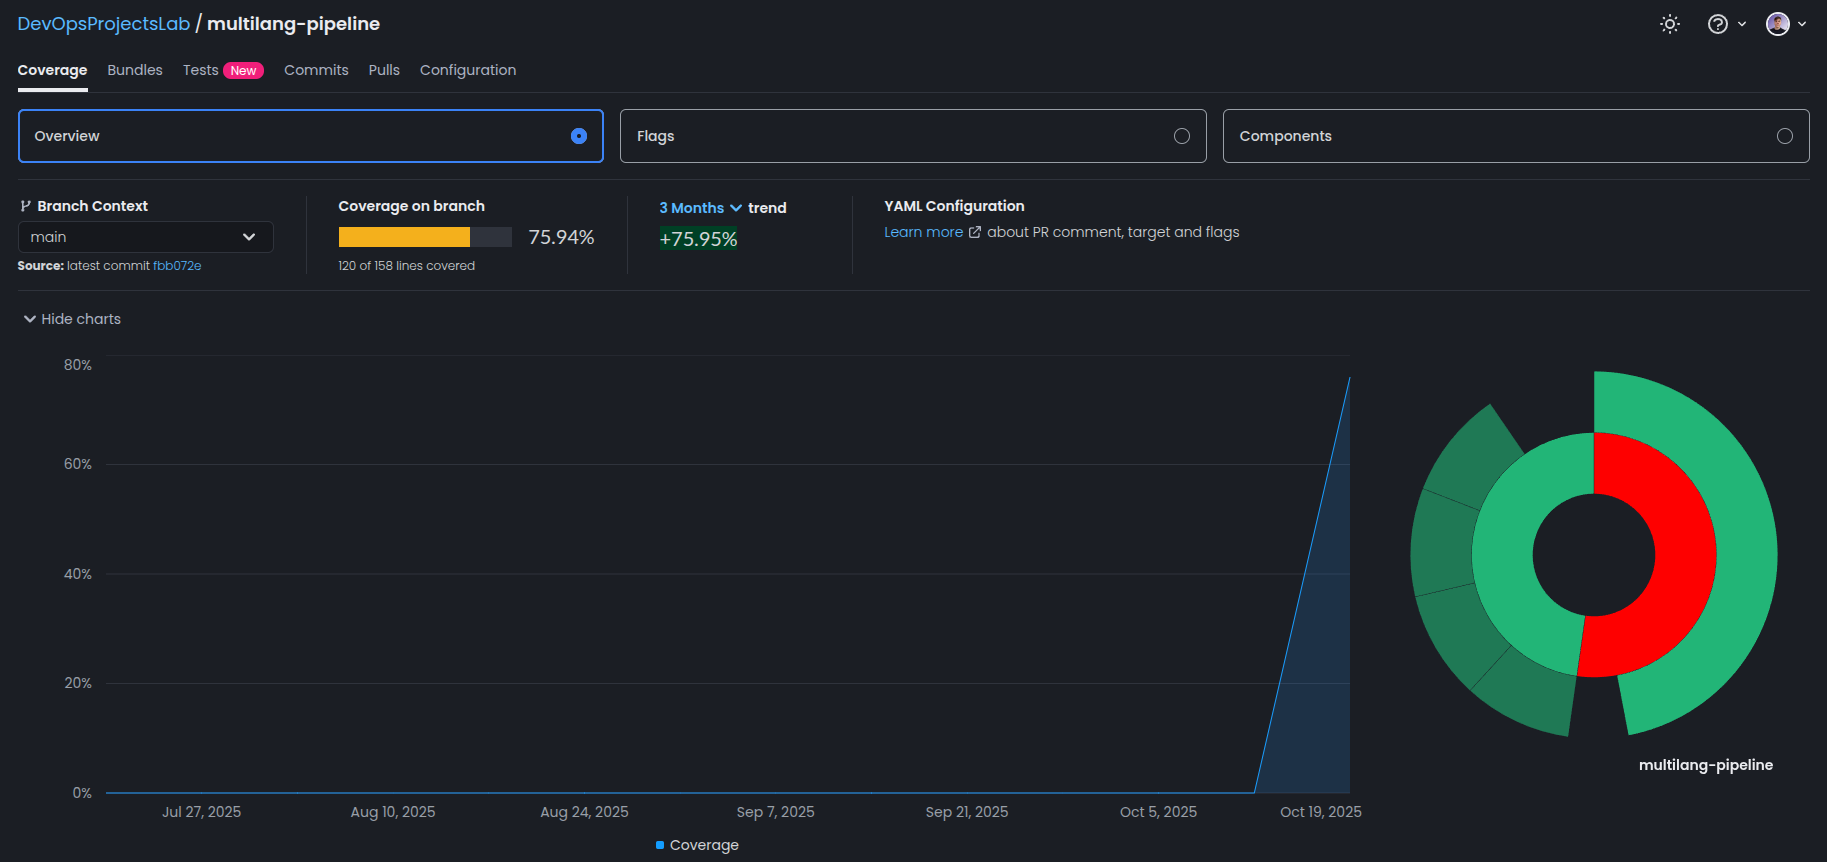 DevOpsProjectsLab / multilang-pipeline
Coverage Bundles Tests New Commits Pulls Configuration
Overview Flags Components
Branch Context
main
Source: latest commit fbb072e
Coverage on branch
75.94%
120 of 158 lines covered
3 Months trend
+75.95%
YAML Configuration
Learn more about PR comment, target and flags
Hide charts
80%
60%
40%
20%
0%
Jul 27, 2025 Aug 10, 2025 Aug 24, 2025 Sep 7, 2025 Sep 21, 2025 Oct 5, 2025 Oct 19, 2025
Coverage
multilang-pipeline